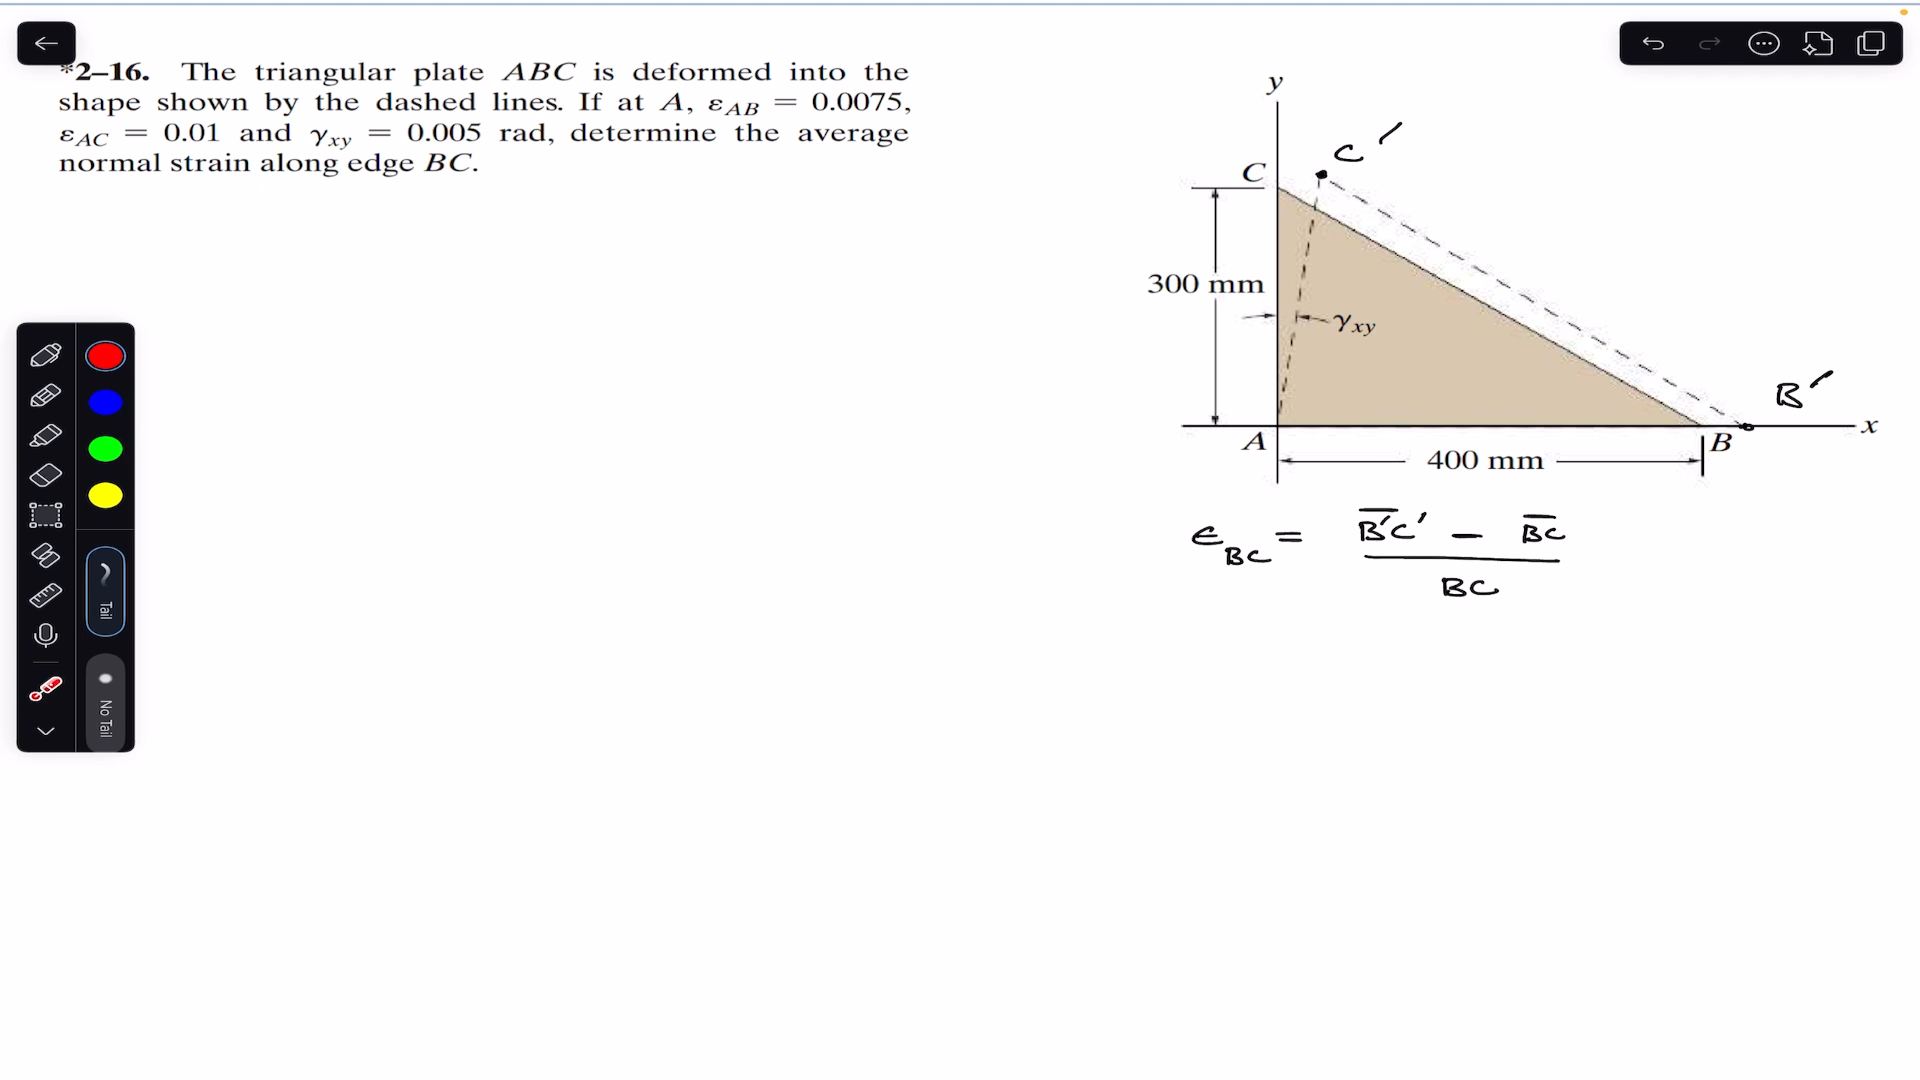 *2–16. The triangular plate ABC is deformed into the
shape shown by the dashed lines. If at A, εAB = 0.0075,
εAC = 0.01 and γxy = 0.005 rad, determine the average
normal strain along edge BC.
y
C′
C
300 mm
γxy
B′
x
A
B
400 mm
ϵBC = B′C′ − BC
BC
Tail
No Tail